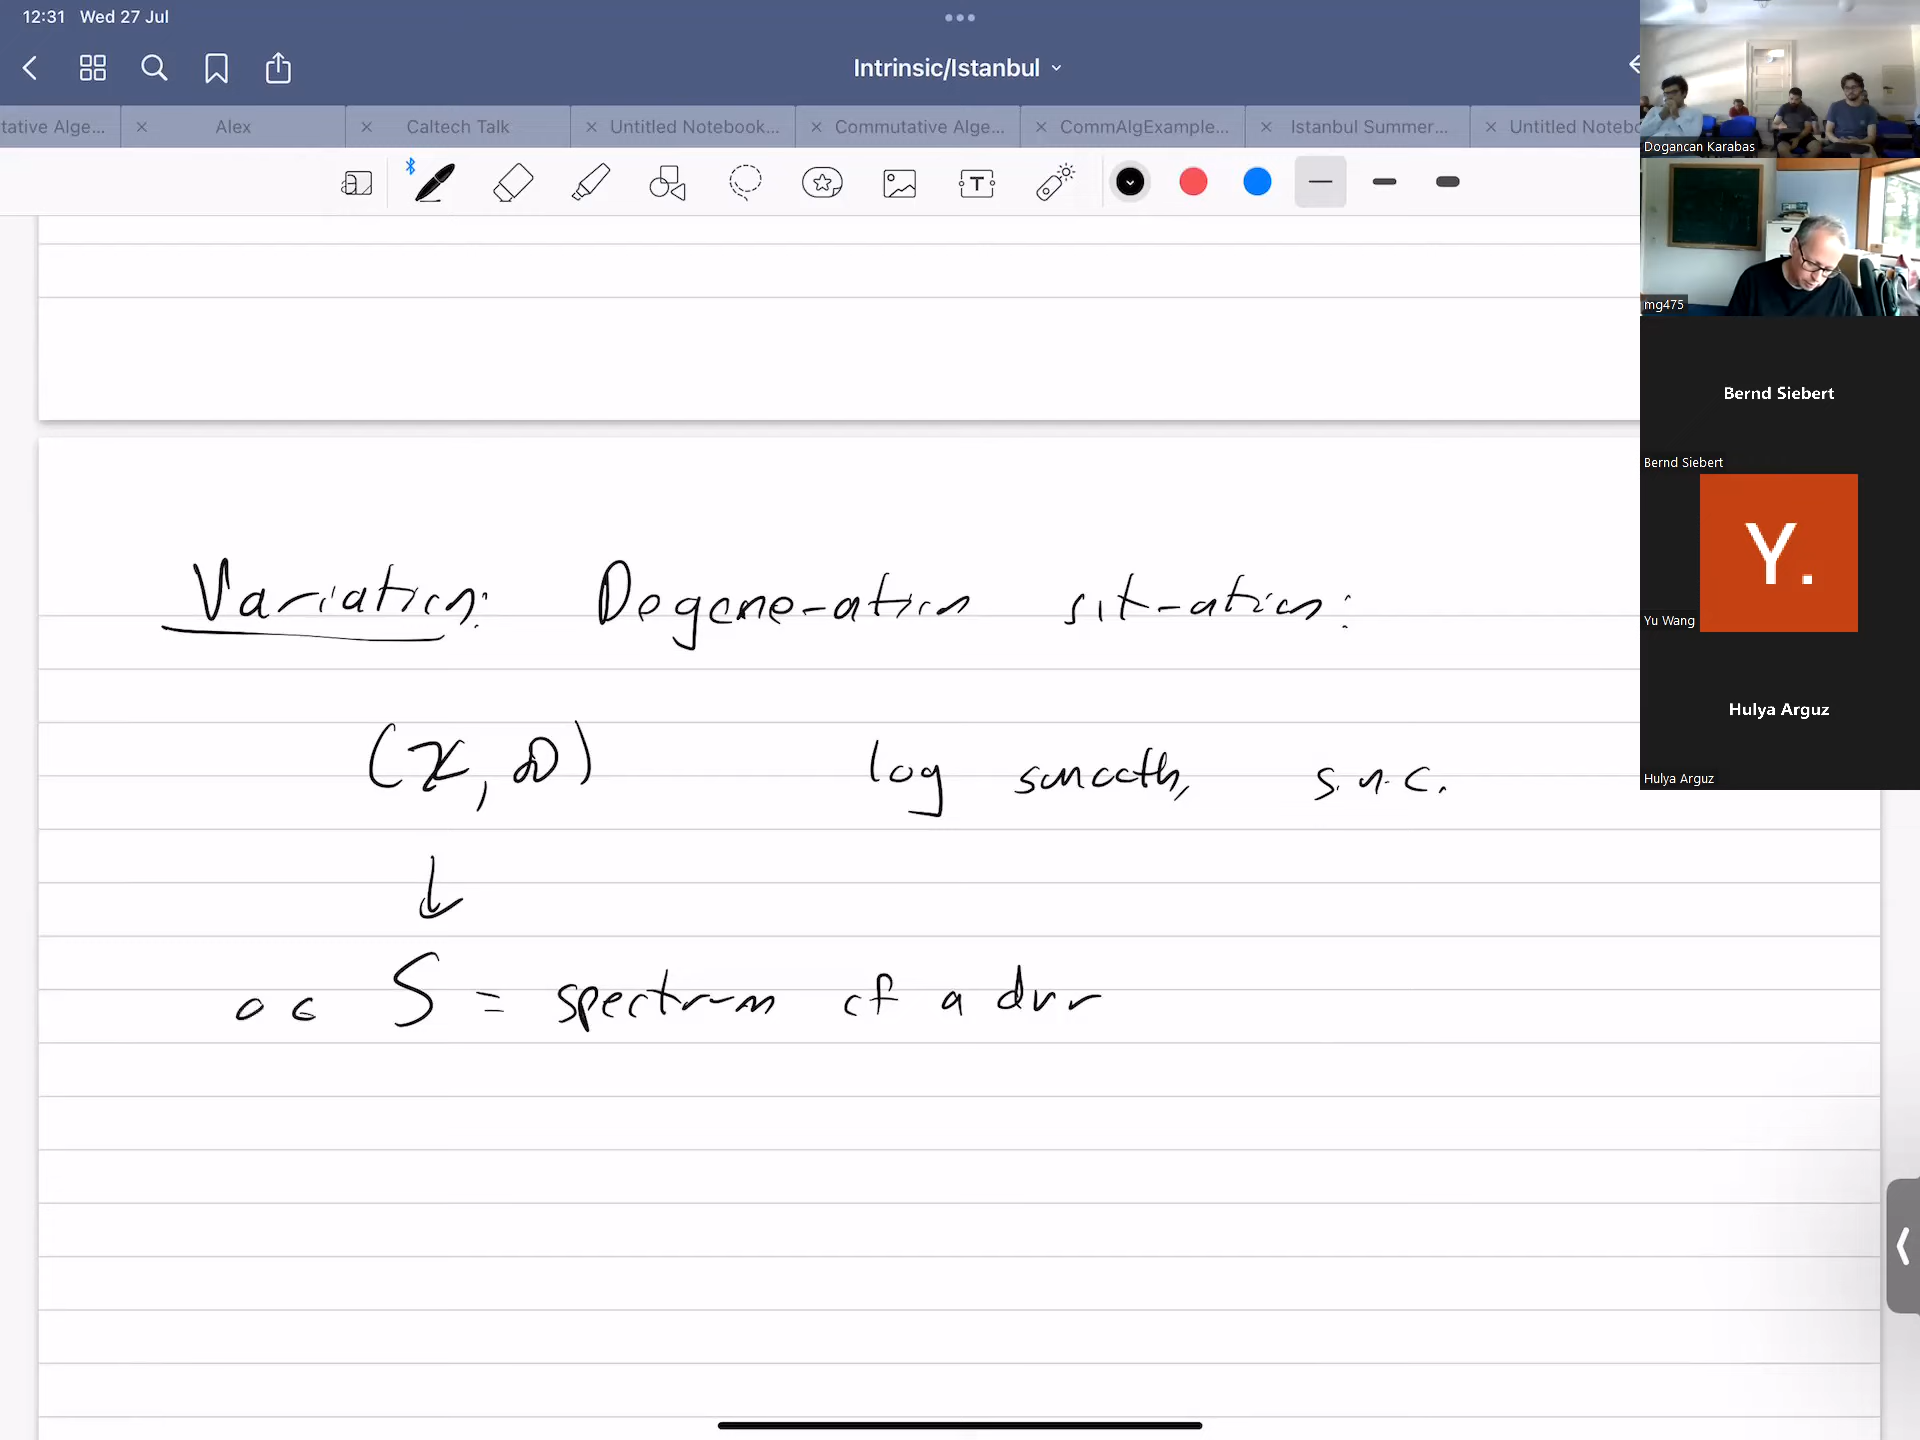 12:31 Wed 27 Jul
Intrinsic/Istanbul
tative Alge... Alex Caltech Talk Untitled Notebook... Commutative Alge... CommAlgExample... Istanbul Summer... Untitled Notebo
Variation: Degeneration situation:
(𝒳, 𝒟) log smooth, s.n.c.
↓
0 ∈ S = spectrum of a dvr
Dogancan Karabas
mg475
Bernd Siebert
Bernd Siebert
Y.
Yu Wang
Hulya Arguz
Hulya Arguz